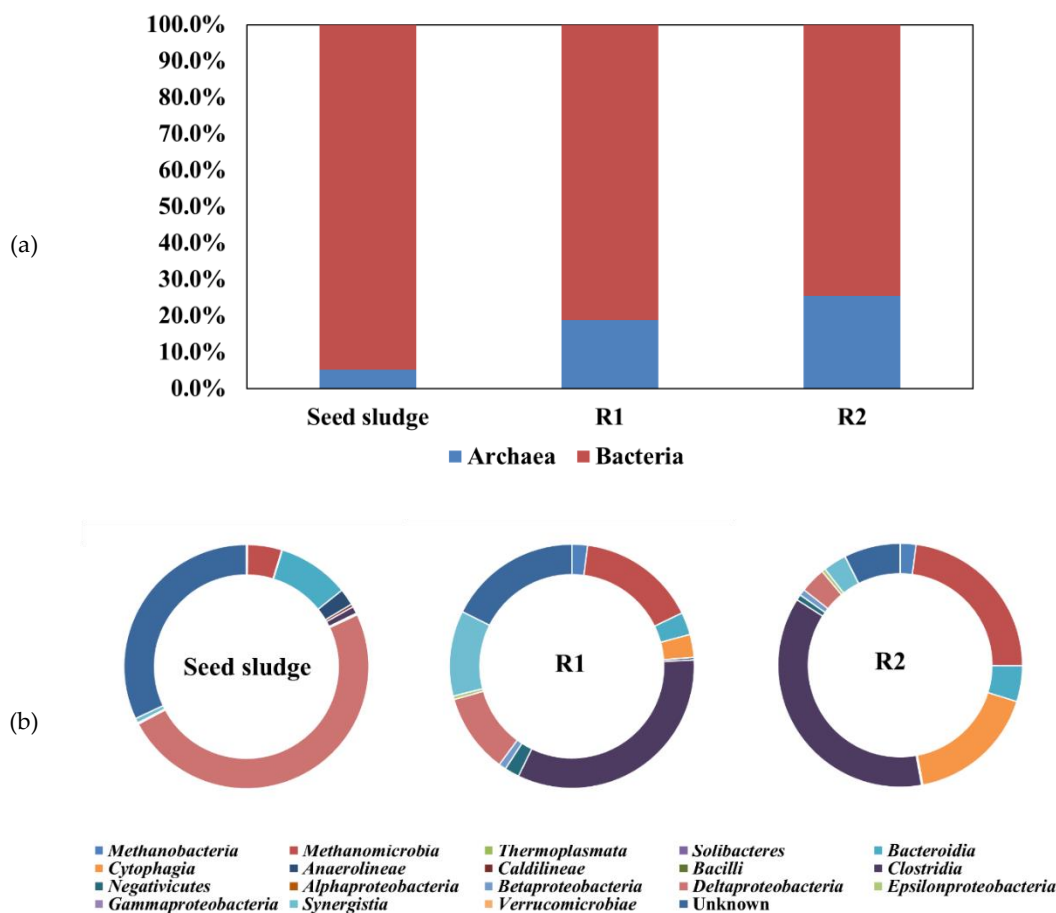 100.0%
90.0%
80.0%
70.0%
60.0%
50.0%
40.0%
30.0%
20.0%
10.0%
0.0%
(a)
Seed sludge R1 R2
Archaea Bacteria
(b)
Seed sludge R1 R2
Methanobacteria Methanomicrobia Thermoplasmata Solibacteres Bacteroidia
Cytophagia Anaerolineae Caldilineae Bacilli Clostridia
Negativicutes Alphaproteobacteria Betaproteobacteria Deltaproteobacteria Epsilonproteobacteria
Gammaproteobacteria Synergistia Verrucomicrobiae Unknown